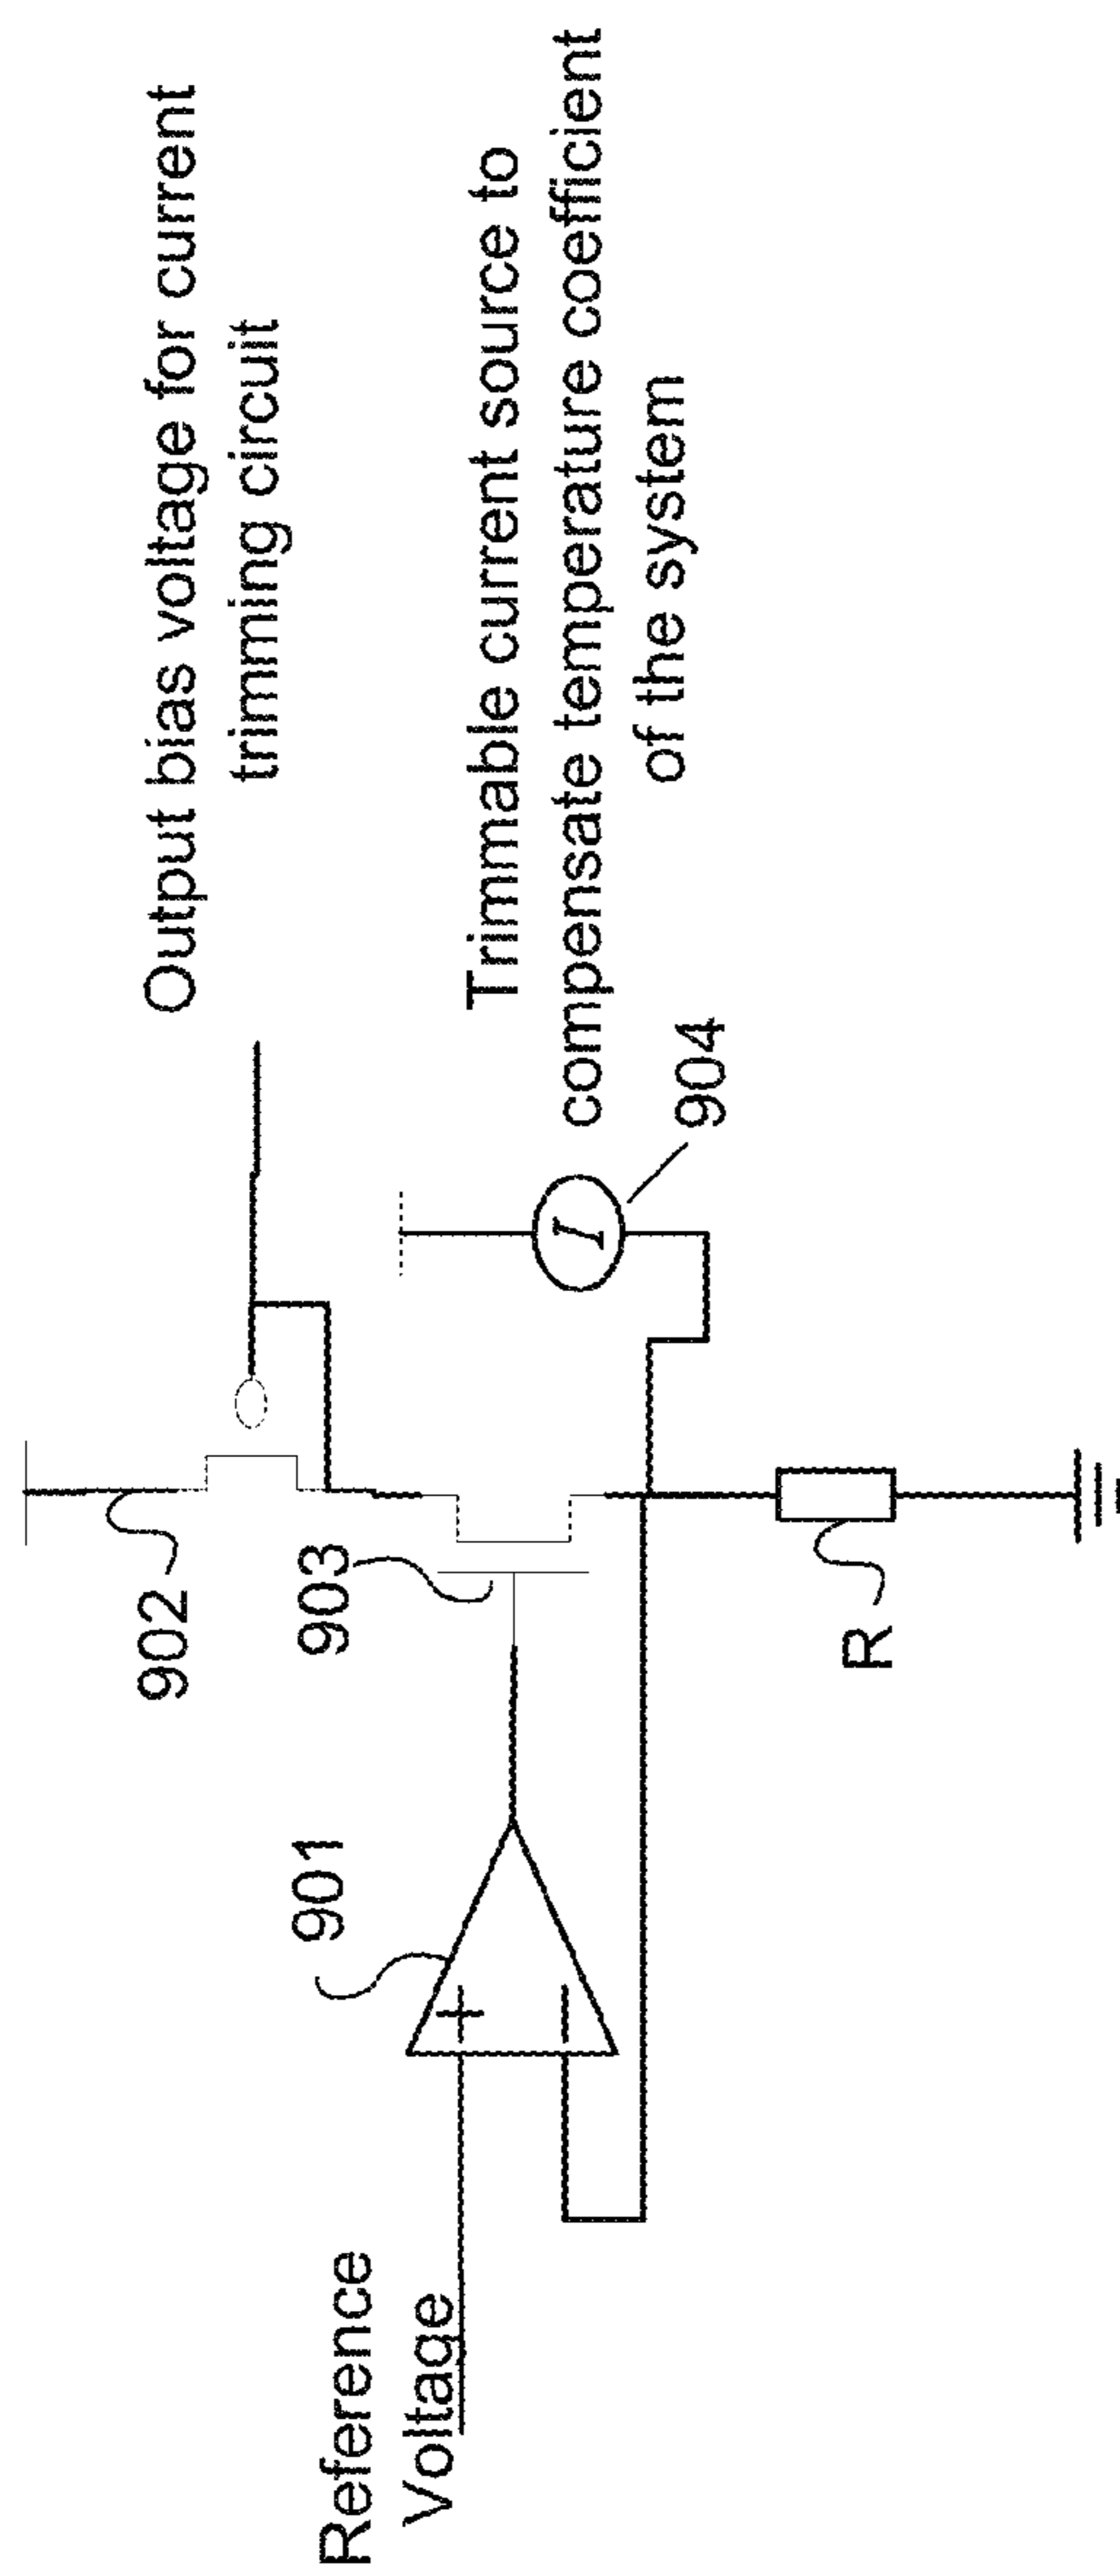 Output bias voltage for current
trimming circuit
902
903
901
Reference
Voltage
+
−
I
Trimmable current source to
compensate temperature coefficient
of the system
904
R